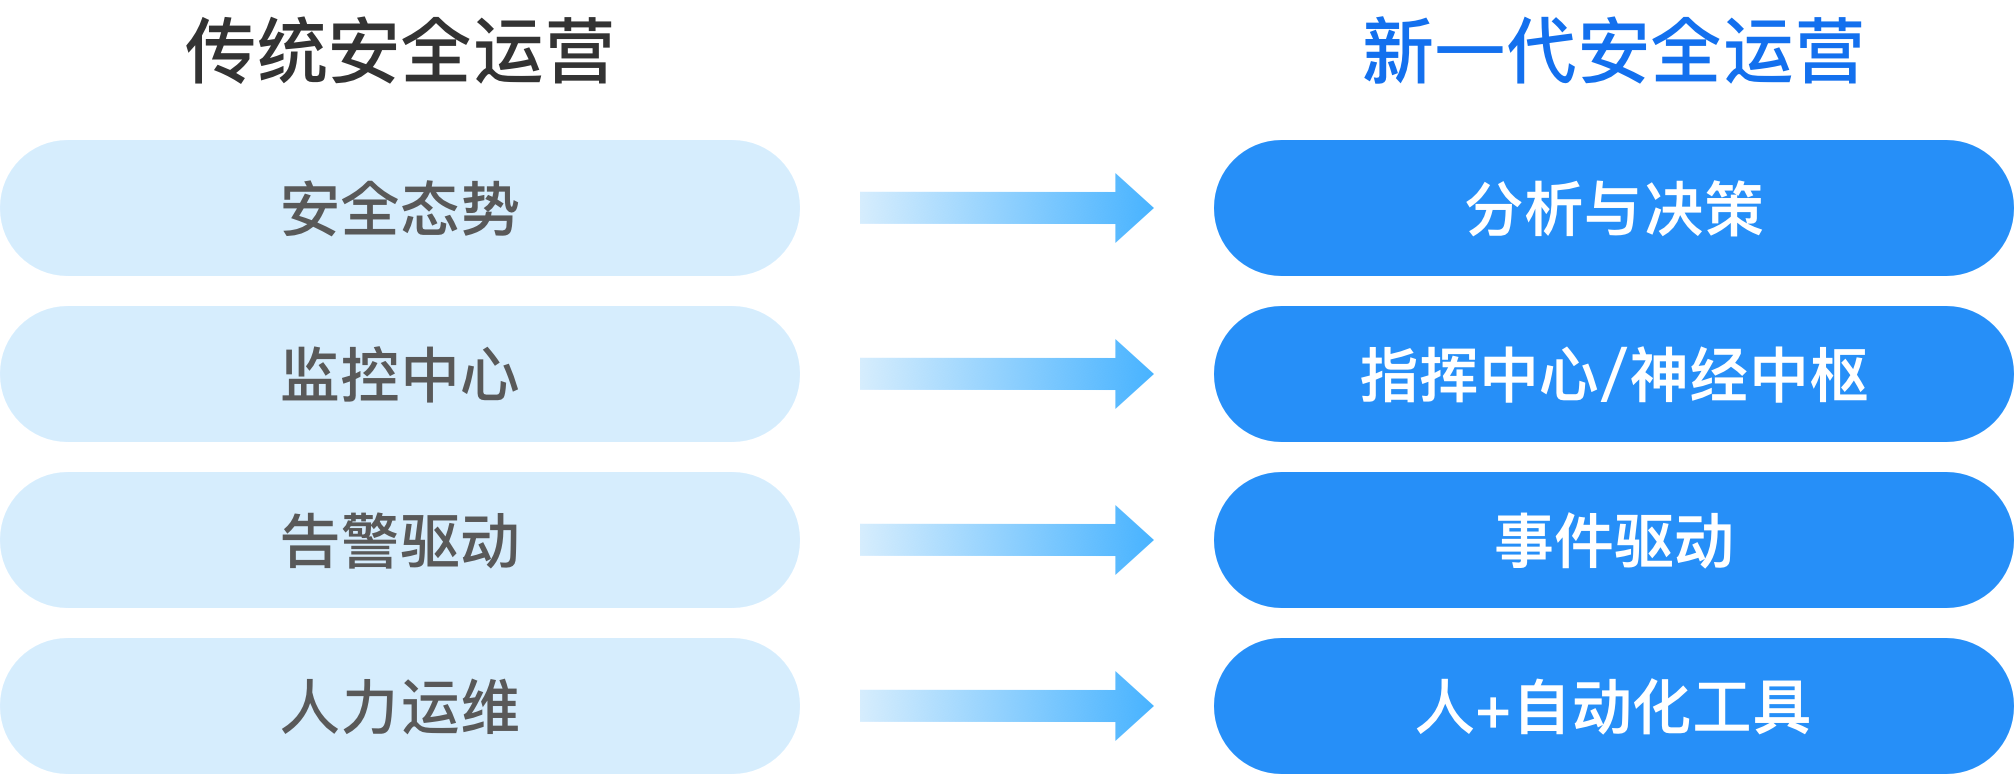 传统安全运营
新一代安全运营
安全态势
分析与决策
监控中心
指挥中心/神经中枢
告警驱动
事件驱动
人力运维
人+自动化工具